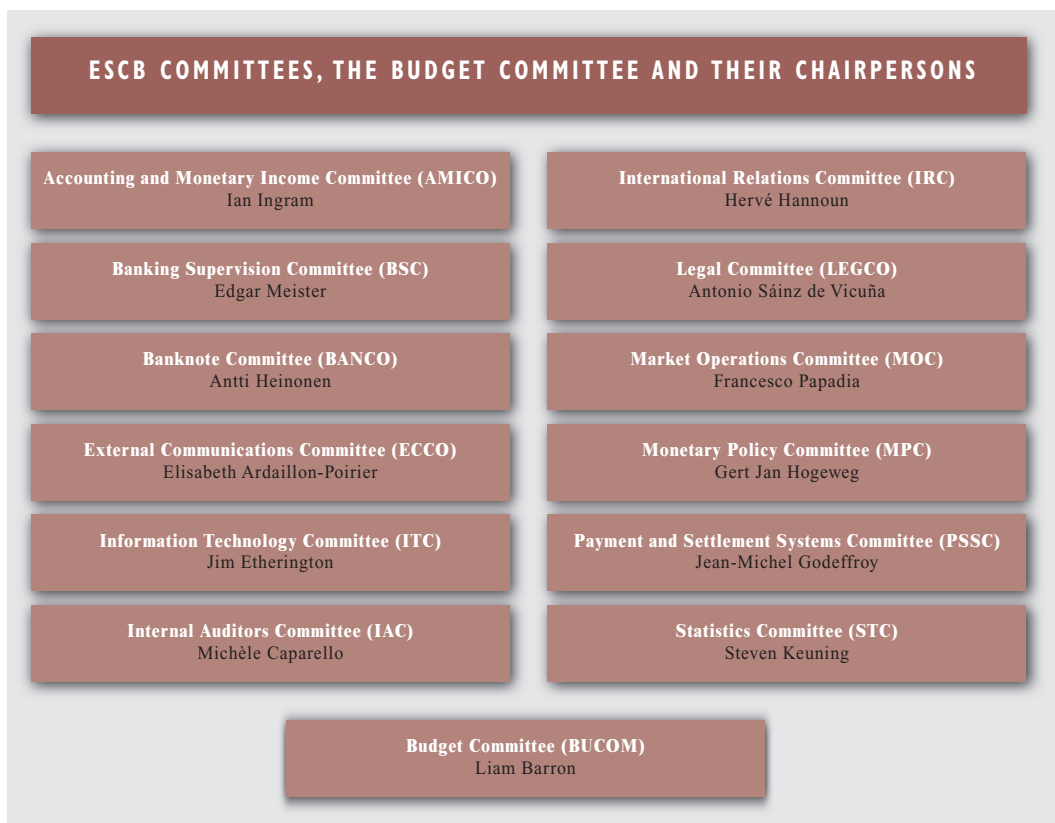 ESCB COMMITTEES, THE BUDGET COMMITTEE AND THEIR CHAIRPERSONS
Accounting and Monetary Income Committee (AMICO)
Ian Ingram
Banking Supervision Committee (BSC)
Edgar Meister
Banknote Committee (BANCO)
Antti Heinonen
External Communications Committee (ECCO)
Elisabeth Ardaillon-Poirier
Information Technology Committee (ITC)
Jim Etherington
Internal Auditors Committee (IAC)
Michèle Caparello
International Relations Committee (IRC)
Hervé Hannoun
Legal Committee (LEGCO)
Antonio Sáinz de Vicuña
Market Operations Committee (MOC)
Francesco Papadia
Monetary Policy Committee (MPC)
Gert Jan Hogeweg
Payment and Settlement Systems Committee (PSSC)
Jean-Michel Godeffroy
Statistics Committee (STC)
Steven Keuning
Budget Committee (BUCOM)
Liam Barron